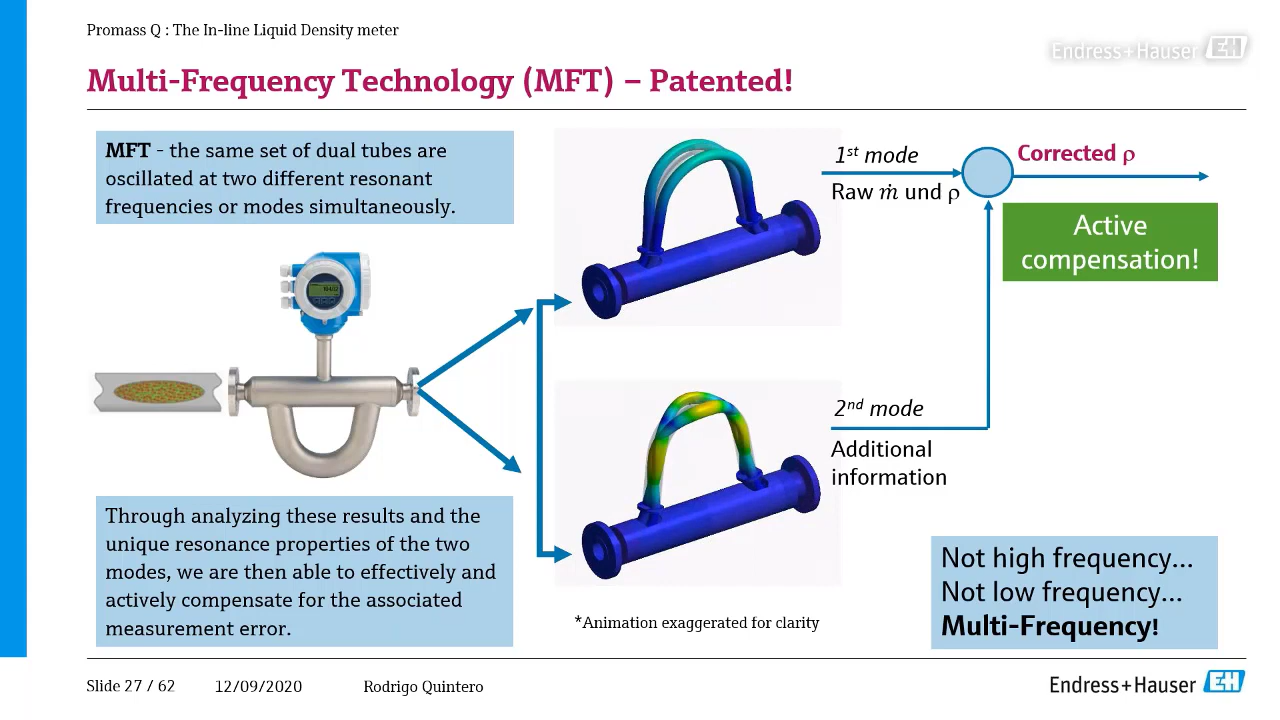 Promass Q : The In-line Liquid Density meter
Endress+Hauser EH
Multi-Frequency Technology (MFT) – Patented!
MFT - the same set of dual tubes are
oscillated at two different resonant
frequencies or modes simultaneously.
1st mode
Raw ṁ und ρ
Corrected ρ
Active
compensation!
2nd mode
Additional
information
Through analyzing these results and the
unique resonance properties of the two
modes, we are then able to effectively and
actively compensate for the associated
measurement error.
*Animation exaggerated for clarity
Not high frequency...
Not low frequency...
Multi-Frequency!
Slide 27 / 62 12/09/2020 Rodrigo Quintero
Endress+Hauser EH